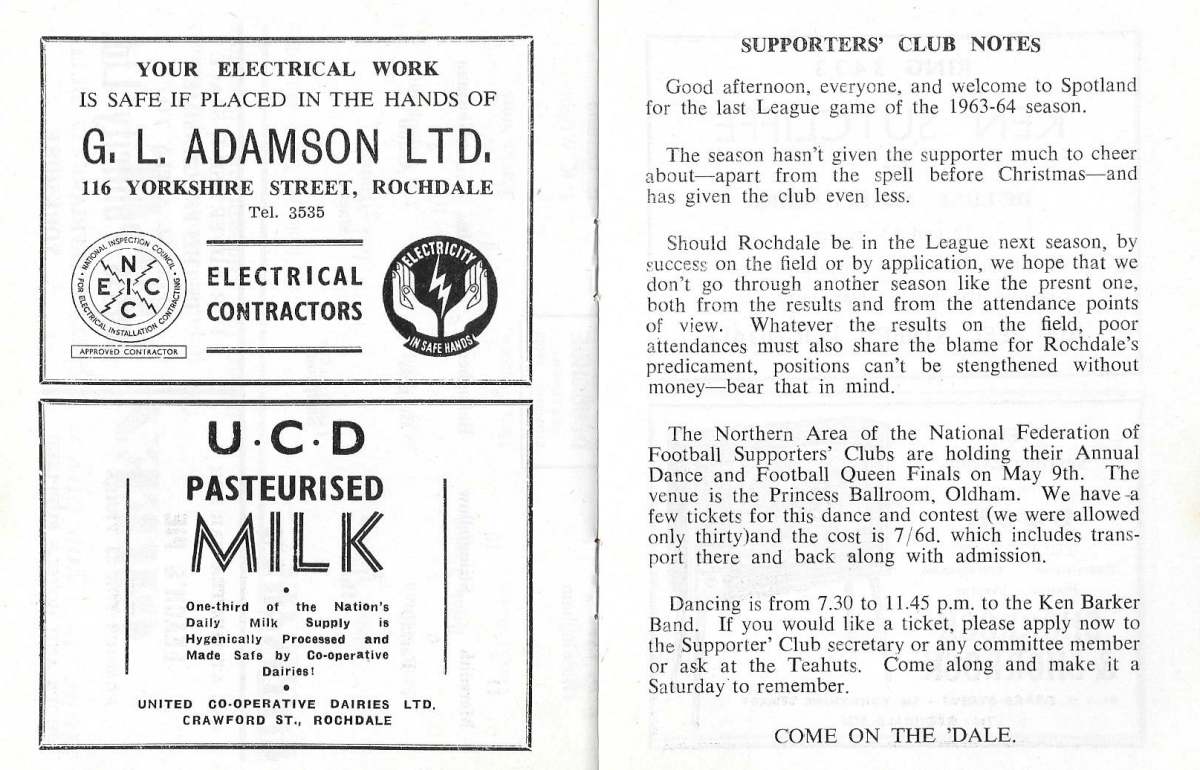 YOUR ELECTRICAL WORK
IS SAFE IF PLACED IN THE HANDS OF
G. L. ADAMSON LTD.
116 YORKSHIRE STREET, ROCHDALE
Tel. 3535
NATIONAL INSPECTION COUNCIL
FOR ELECTRICAL INSTALLATION CONTRACTING
N
E I C
C
APPROVED CONTRACTOR
ELECTRICAL
CONTRACTORS
ELECTRICITY
IN SAFE HANDS
U·C·D
PASTEURISED
MILK
One-third of the Nation's
Daily Milk Supply is
Hygenically Processed and
Made Safe by Co-operative
Dairies!
UNITED CO-OPERATIVE DAIRIES LTD.
CRAWFORD ST., ROCHDALE
SUPPORTERS' CLUB NOTES
Good afternoon, everyone, and welcome to Spotland
for the last League game of the 1963-64 season.
The season hasn't given the supporter much to cheer
about—apart from the spell before Christmas—and
has given the club even less.
Should Rochdale be in the League next season, by
success on the field or by application, we hope that we
don't go through another season like the presnt one,
both from the results and from the attendance points
of view. Whatever the results on the field, poor
attendances must also share the blame for Rochdale's
predicament, positions can't be stengthened without
money—bear that in mind.
The Northern Area of the National Federation of
Football Supporters' Clubs are holding their Annual
Dance and Football Queen Finals on May 9th. The
venue is the Princess Ballroom, Oldham. We have a
few tickets for this dance and contest (we were allowed
only thirty)and the cost is 7/6d. which includes trans-
port there and back along with admission.
Dancing is from 7.30 to 11.45 p.m. to the Ken Barker
Band. If you would like a ticket, please apply now to
the Supporter' Club secretary or any committee member
or ask at the Teahuts. Come along and make it a
Saturday to remember.
COME ON THE 'DALE.